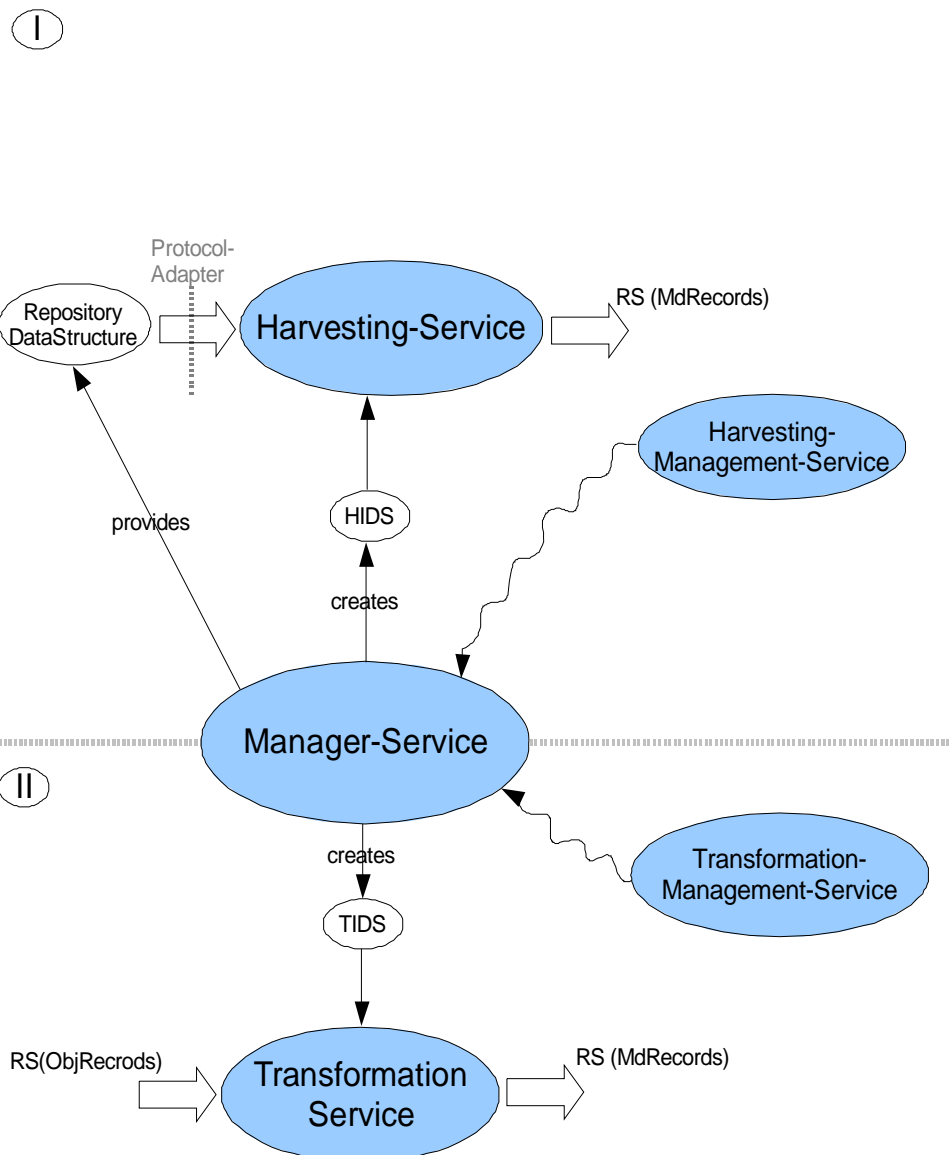 I
Protocol-
Adapter
Repository
DataStructure
Harvesting-Service
RS (MdRecords)
Harvesting-
Management-Service
HIDS
provides
creates
Manager-Service
II
creates
Transformation-
Management-Service
TIDS
RS(ObjRecrods)
Transformation
Service
RS (MdRecords)